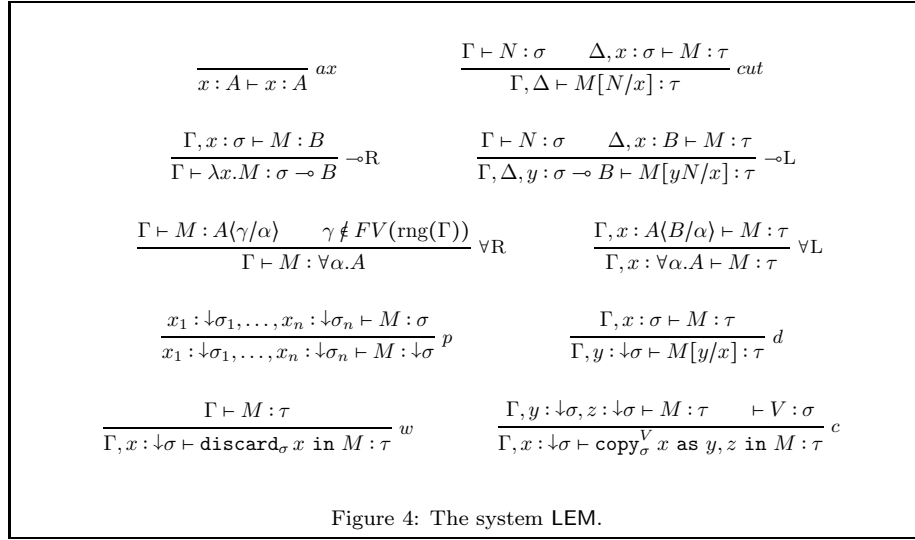 x : A ⊢ x : A ax
Γ ⊢ N : σ Δ, x : σ ⊢ M : τ
Γ, Δ ⊢ M[N/x] : τ cut
Γ, x : σ ⊢ M : B
Γ ⊢ λx.M : σ ⊸ B ⊸R
Γ ⊢ N : σ Δ, x : B ⊢ M : τ
Γ, Δ, y : σ ⊸ B ⊢ M[yN/x] : τ ⊸L
Γ ⊢ M : A⟨γ/α⟩ γ ∉ FV(rng(Γ))
Γ ⊢ M : ∀α.A ∀R
Γ, x : A⟨B/α⟩ ⊢ M : τ
Γ, x : ∀α.A ⊢ M : τ ∀L
x₁ : ↓σ₁, . . . , xₙ : ↓σₙ ⊢ M : σ
x₁ : ↓σ₁, . . . , xₙ : ↓σₙ ⊢ M : ↓σ p
Γ, x : σ ⊢ M : τ
Γ, y : ↓σ ⊢ M[y/x] : τ d
Γ ⊢ M : τ
Γ, x : ↓σ ⊢ discard_σ x in M : τ w
Γ, y : ↓σ, z : ↓σ ⊢ M : τ ⊢ V : σ
Γ, x : ↓σ ⊢ copy_σ^V x as y, z in M : τ c
Figure 4: The system LEM.